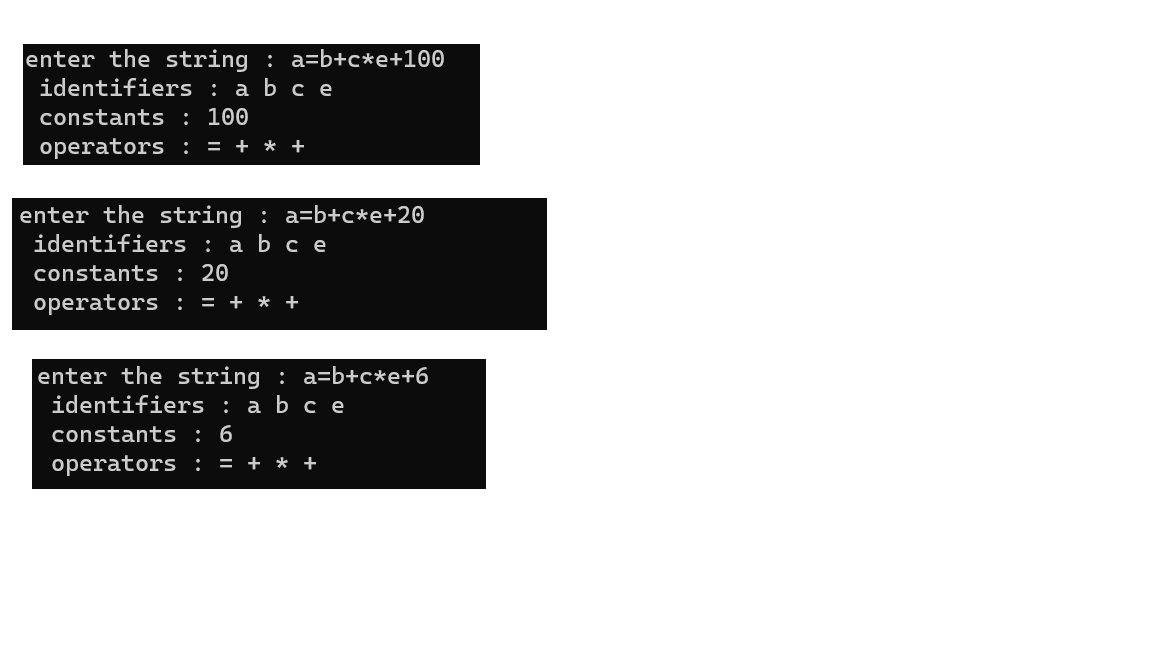 enter the string : a=b+c*e+100
identifiers : a b c e
constants : 100
operators : = + * +
enter the string : a=b+c*e+20
identifiers : a b c e
constants : 20
operators : = + * +
enter the string : a=b+c*e+6
identifiers : a b c e
constants : 6
operators : = + * +